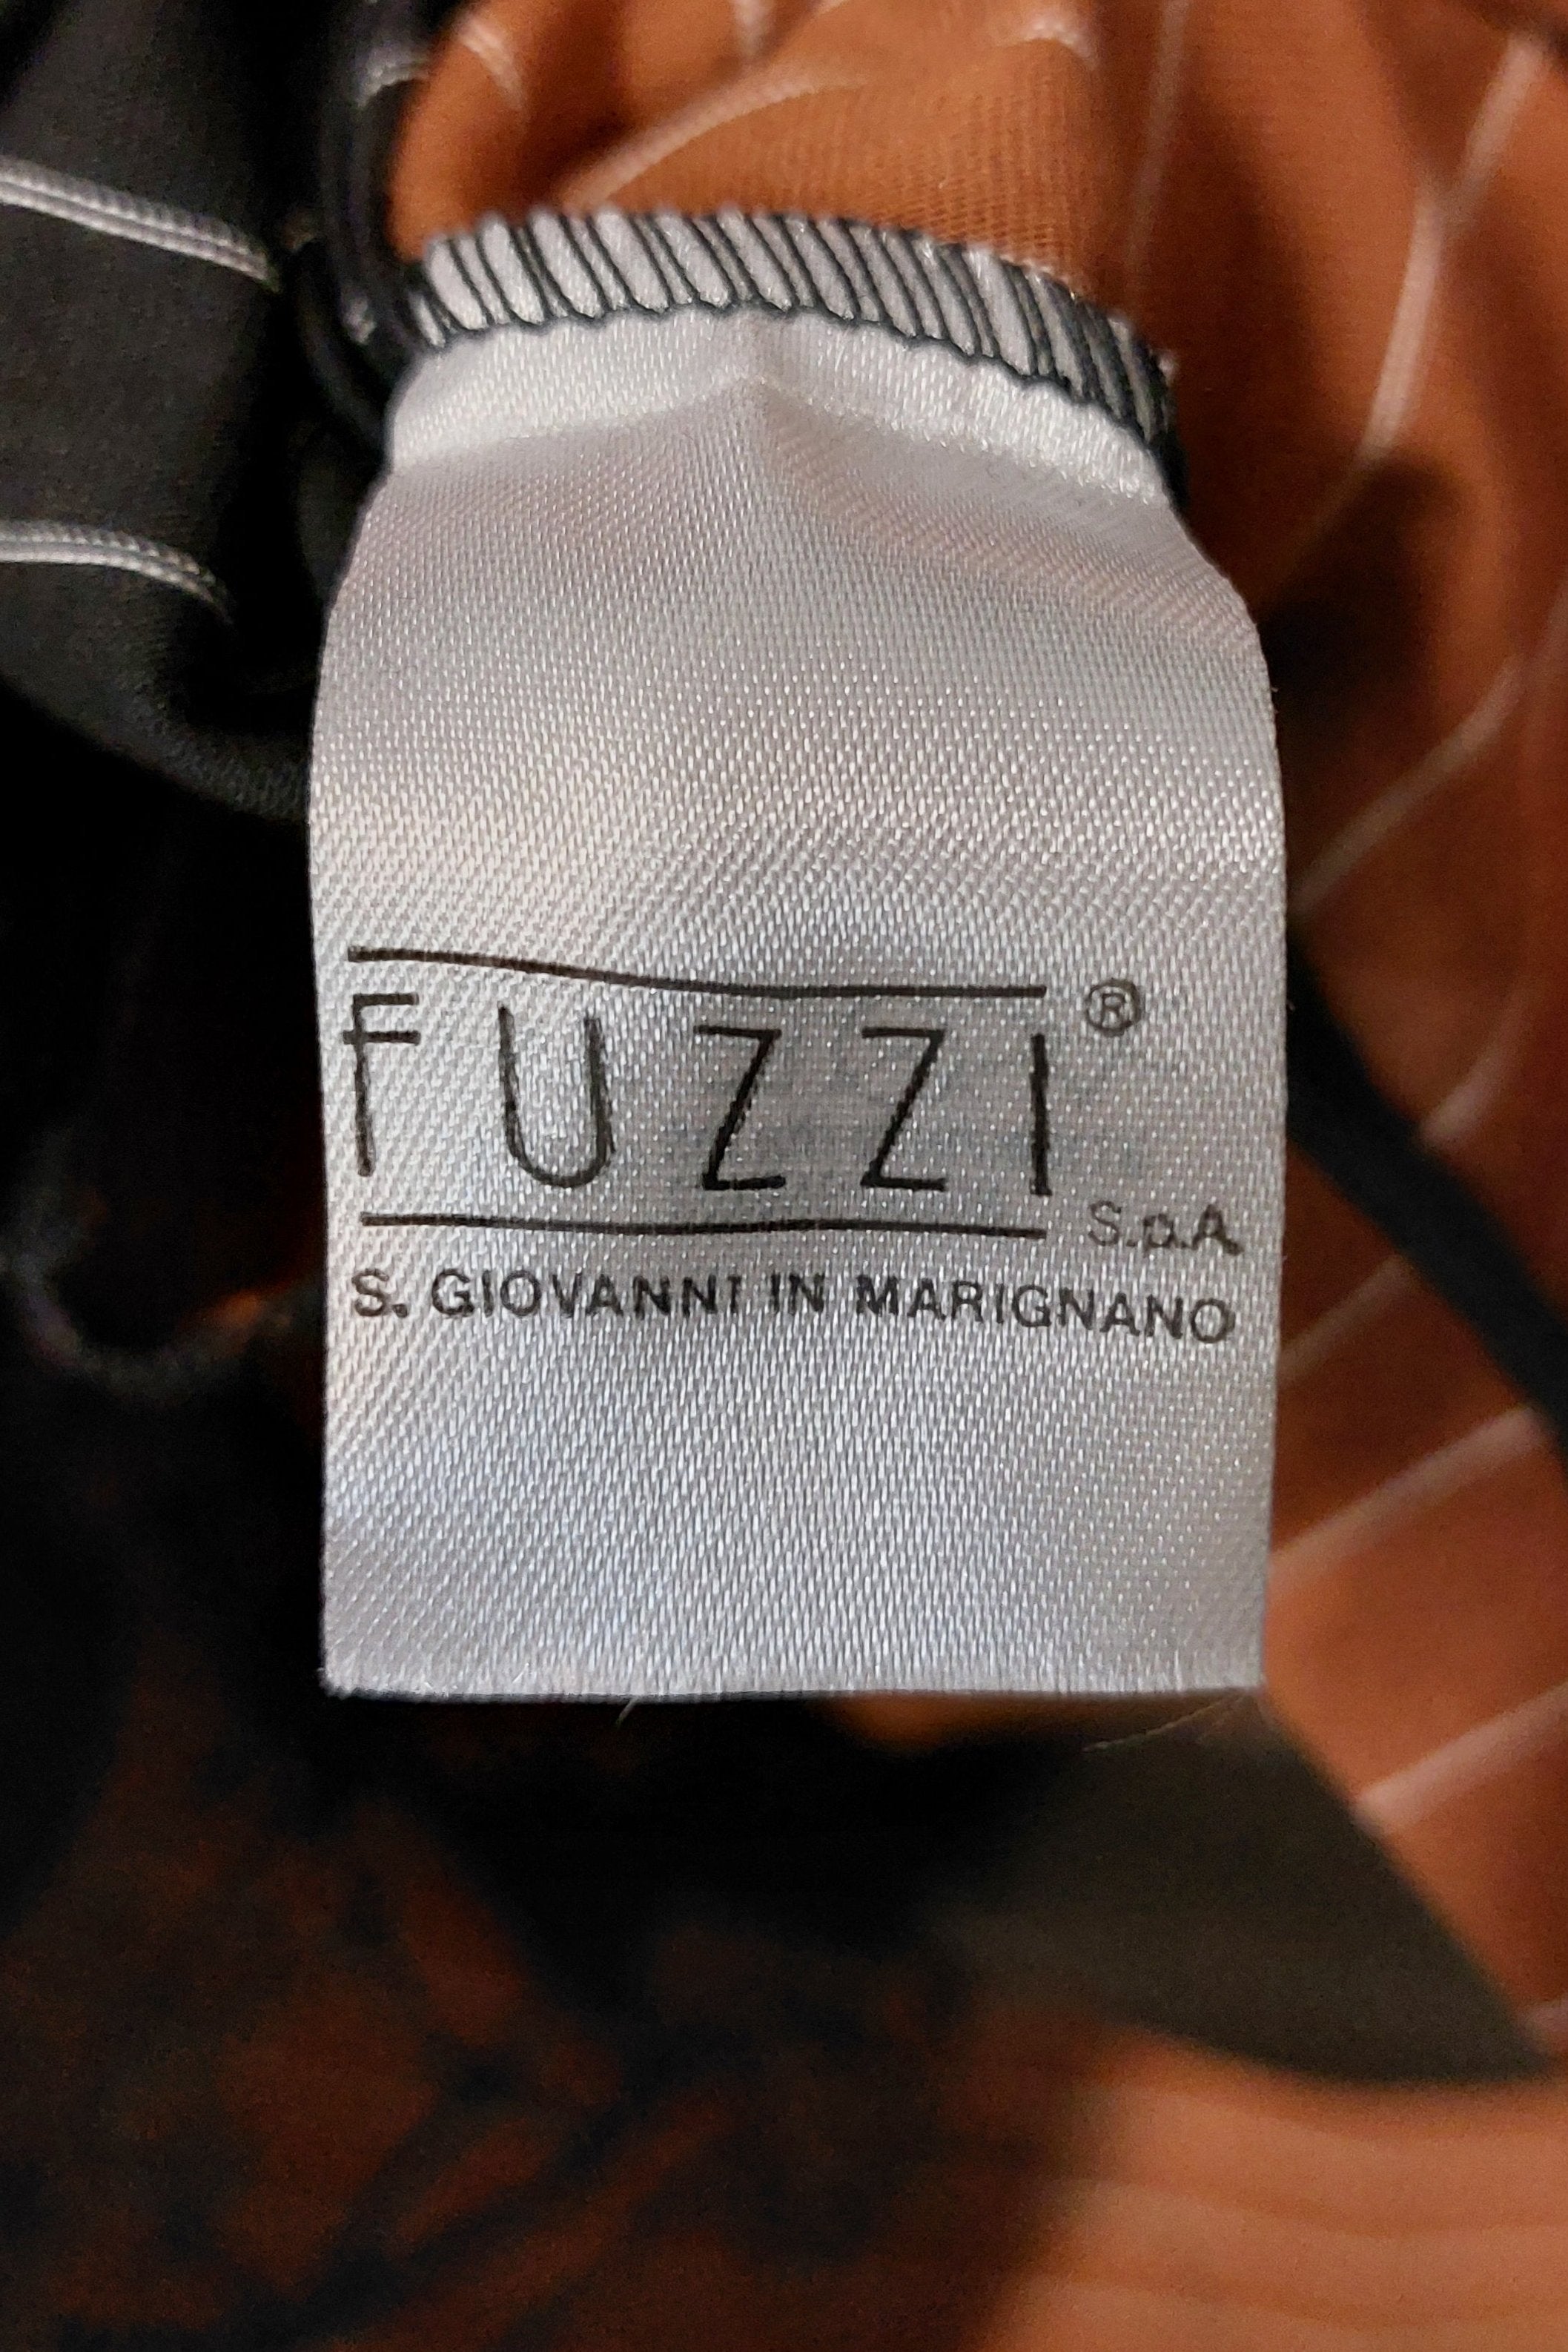 FUZZI®
S.p.A.
S. GIOVANNI IN MARIGNANO